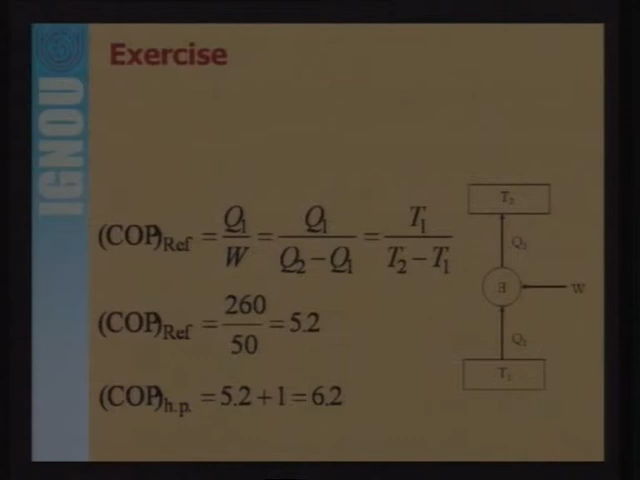 IGNOU
Exercise
(COP)Ref = Q1/W = Q1/(Q2 − Q1) = T1/(T2 − T1)
(COP)Ref = 260/50 = 5.2
(COP)h.p. = 5.2 + 1 = 6.2
T2
Q2
E
W
Q1
T1